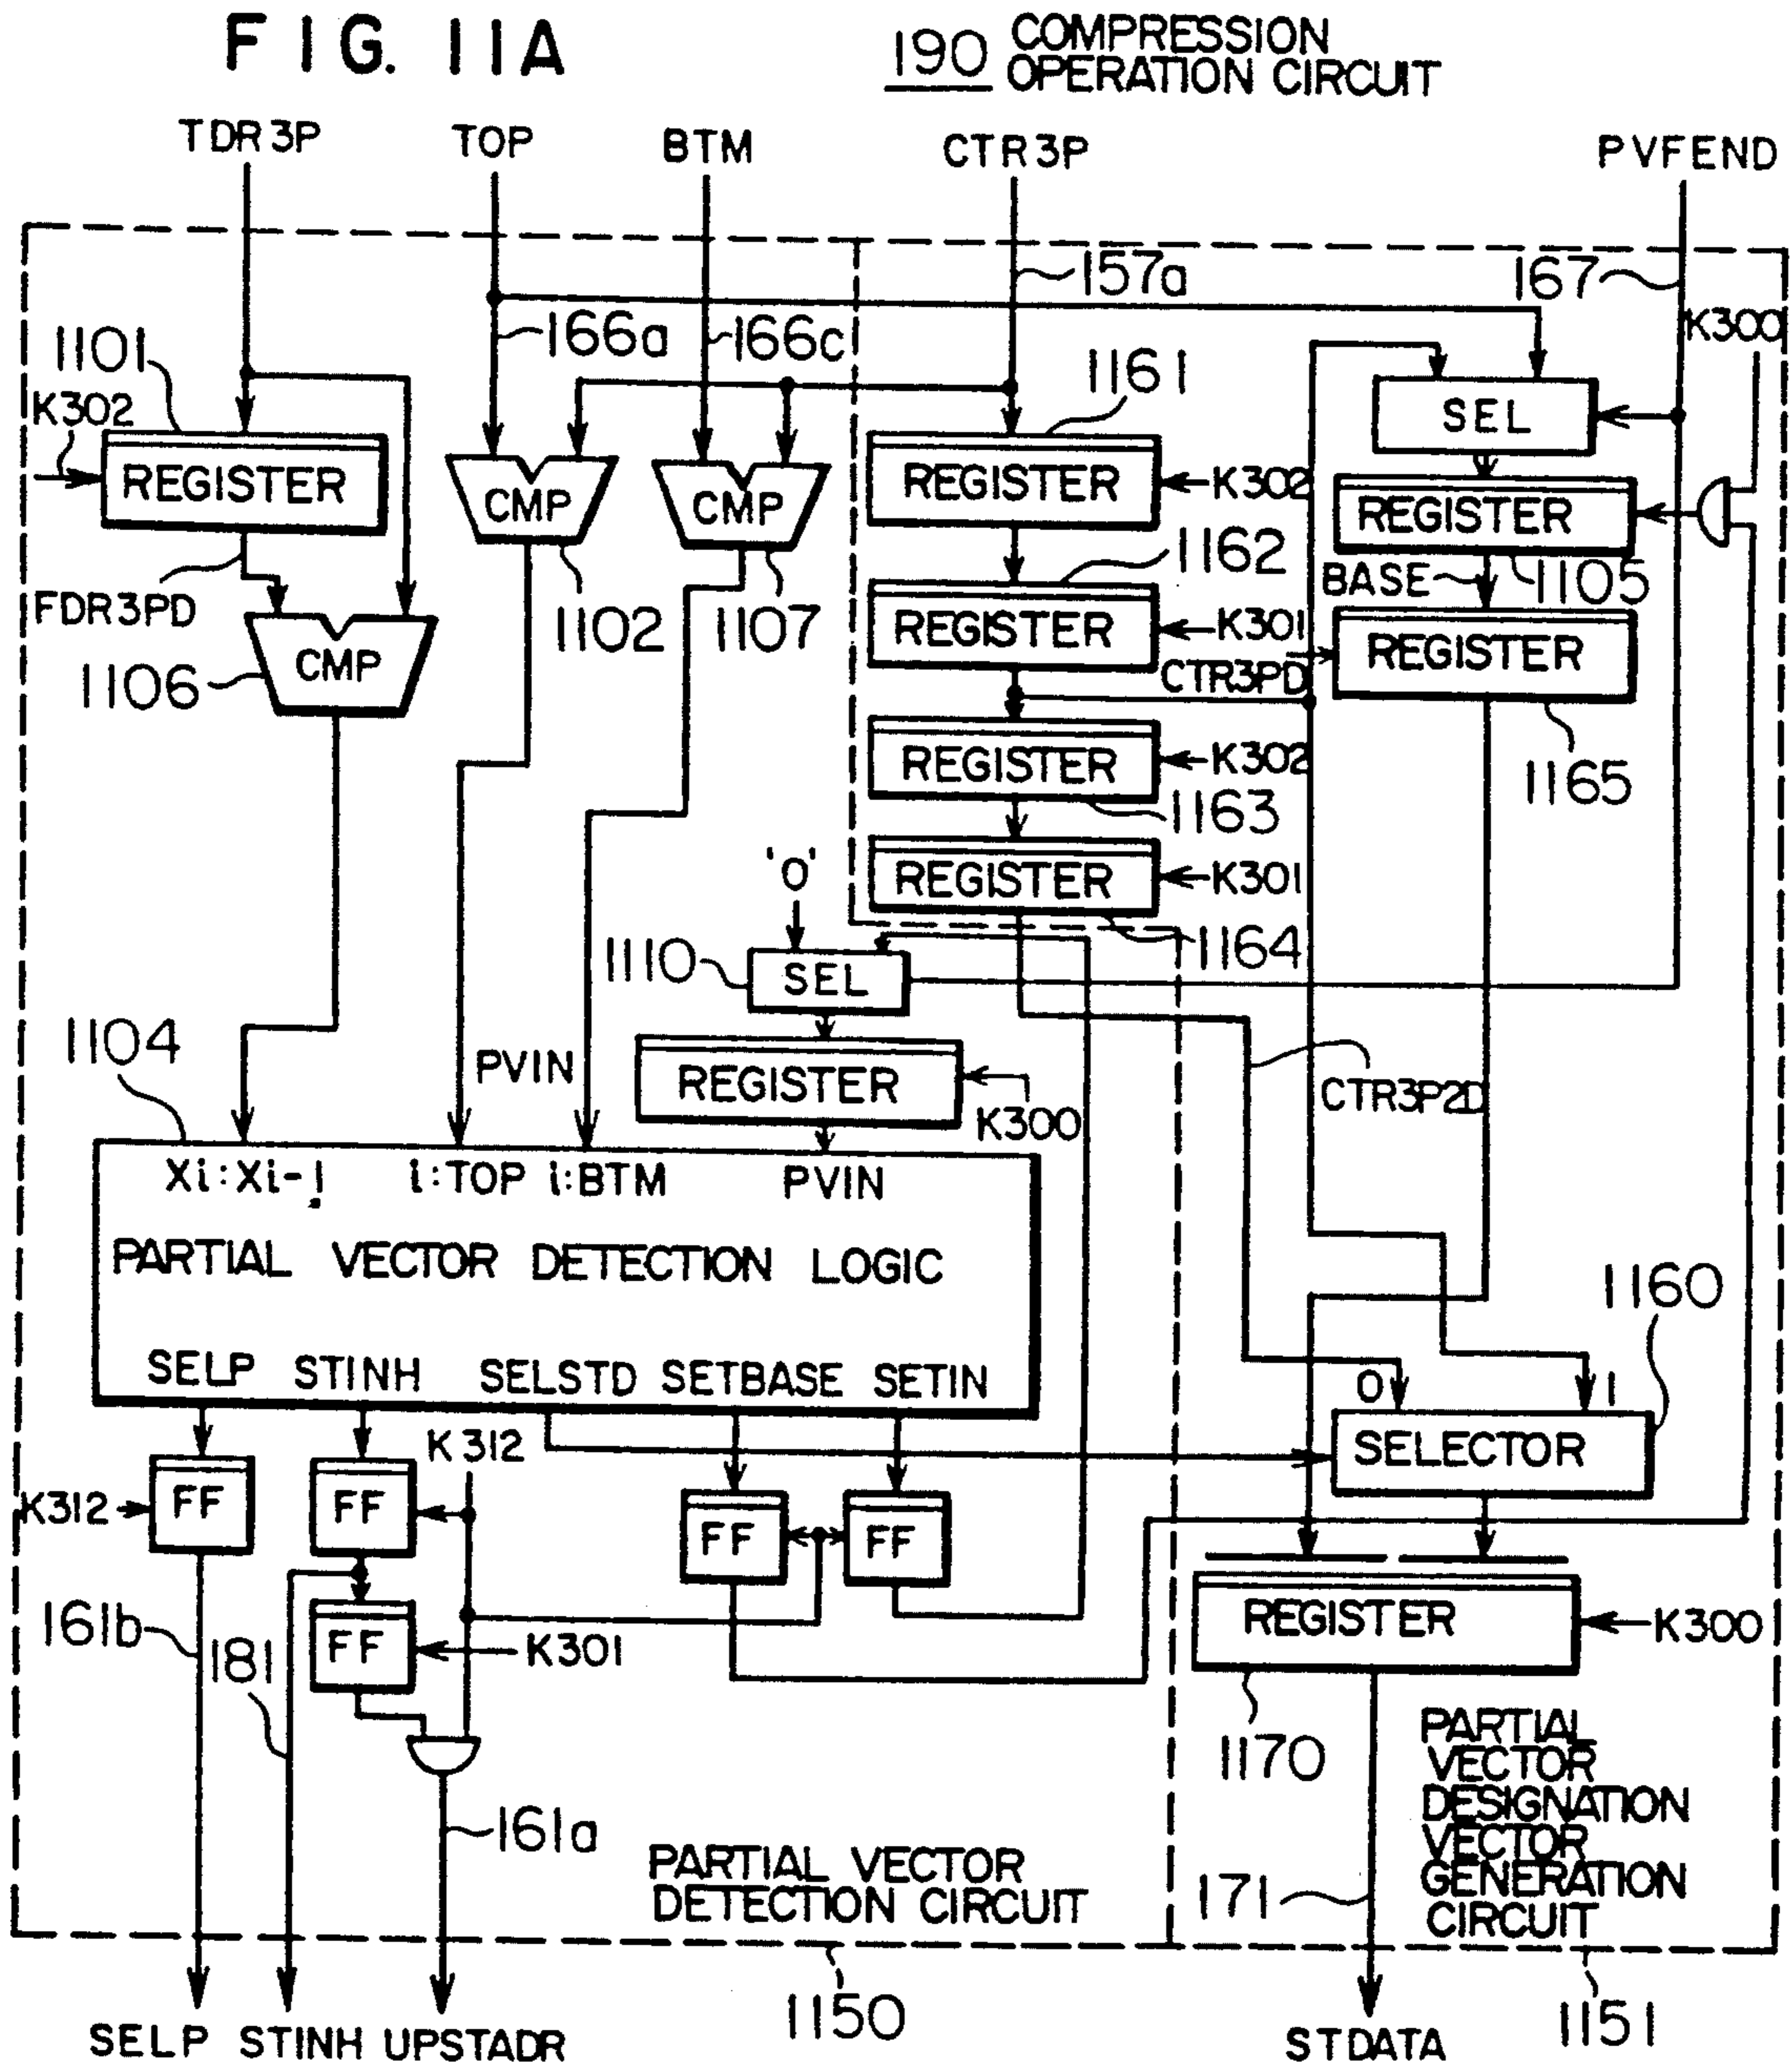 FIG. 11A
190 COMPRESSION
OPERATION CIRCUIT
TDR3P TOP BTM CTR3P PVFEND
157a 167
K300
166a 166c
1101
K302
1161
SEL
REGISTER
CMP
CMP
REGISTER
K302
REGISTER
FDR3PD
1102
1107
1162
BASE
1105
CMP
1106
REGISTER
K301
CTR3PD
REGISTER
REGISTER
K302
1163
1165
'0'
REGISTER
K301
1164
1110
SEL
1104
PVIN
REGISTER
K300
CTR3P2D
Xi:Xi-1 i:TOP i:BTM PVIN
PARTIAL VECTOR DETECTION LOGIC
SELP STINH SELSTD SETBASE SETIN
1160
0 1
SELECTOR
K312
K312
FF
FF
FF
FF
161b
181
FF
K301
REGISTER
K300
1170
161a
PARTIAL VECTOR
DETECTION CIRCUIT
171
PARTIAL
VECTOR
DESIGNATION
VECTOR
GENERATION
CIRCUIT
1150
1151
SELP STINH UPSTADR STDATA